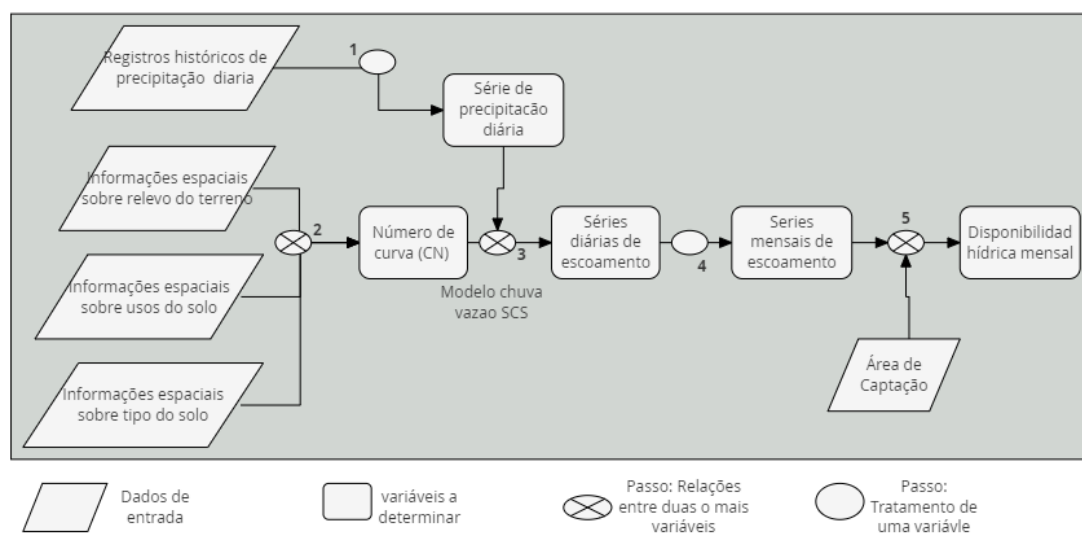 Registros históricos de
precipitação diaria
1
Série de
precipitacão
diária
Informações espaciais
sobre relevo do terreno
2
Número de
curva (CN)
3
Modelo chuva
vazao SCS
Séries
diárias de
escoamento
4
Series
mensais de
escoamento
5
Disponibilidad
hídrica mensal
Informações espaciais
sobre usos do solo
Informações espaciais
sobre tipo do solo
Área de
Captação
Dados de
entrada
variáveis a
determinar
Passo: Relações
entre duas o mais
variáveis
Passo:
Tratamento de
uma variávle